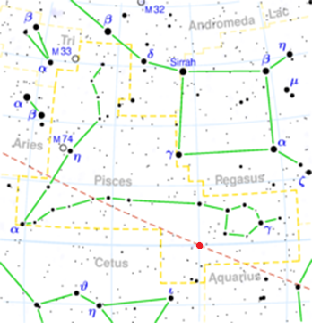 M32
β
β
Andromeda
Lac
Tri
M33
α
δ
Sirrah
β
η
μ
α
β
Aries
M74
η
γ
α
Pisces
Pegasus
ζ
γ
α
Cetus
Aquarius
ϑ
η
ι